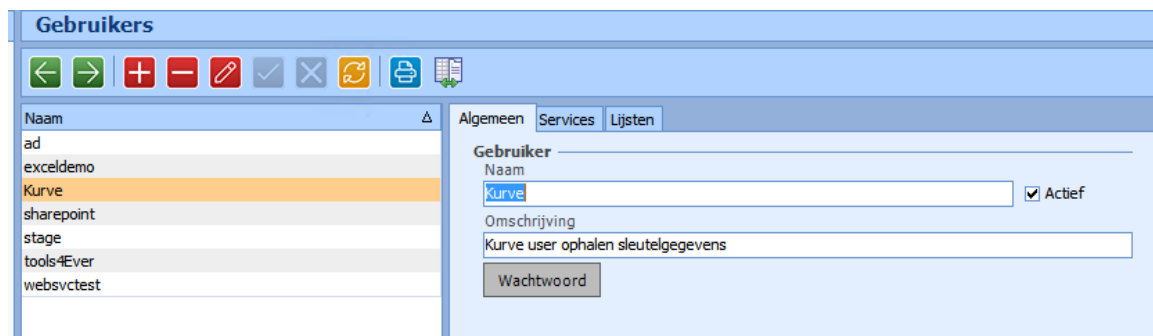 Gebruikers
Naam
ad
exceldemo
Kurve
sharepoint
stage
tools4Ever
websvctest
Algemeen Services Lijsten
Gebruiker
Naam
Kurve
Actief
Omschrijving
Kurve user ophalen sleutelgegevens
Wachtwoord